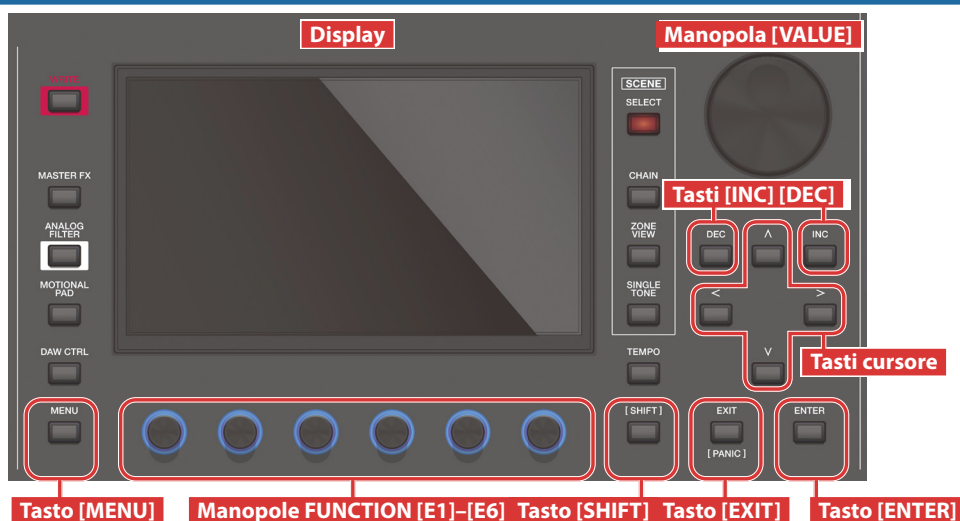 Display
Manopola [VALUE]
WRITE
SCENE
SELECT
MASTER FX
CHAIN
Tasti [INC] [DEC]
ANALOG
FILTER
ZONE
VIEW
DEC
∧
INC
MOTIONAL
PAD
SINGLE
TONE
<
>
DAW CTRL
TEMPO
∨
Tasti cursore
MENU
[ SHIFT ]
EXIT
ENTER
[ PANIC ]
Tasto [MENU]
Manopole FUNCTION [E1]–[E6]
Tasto [SHIFT]
Tasto [EXIT]
Tasto [ENTER]